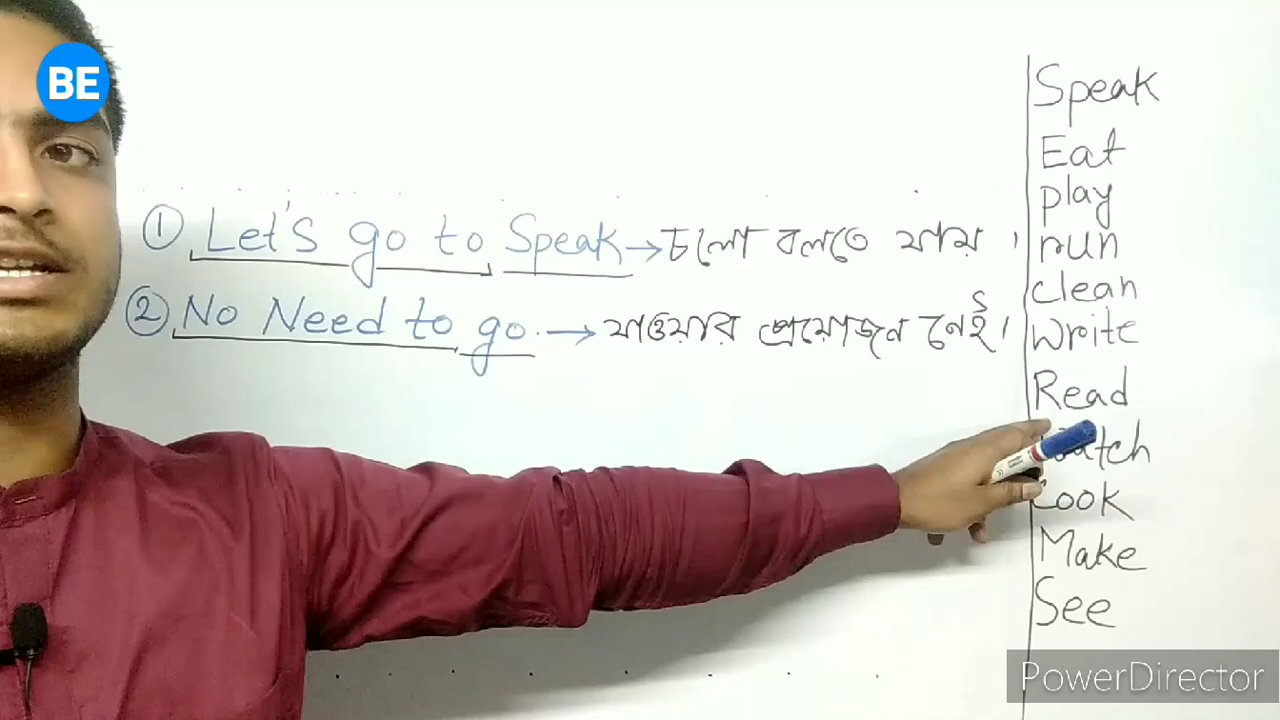 BE
① Let's go to Speak → চলো বলতে যায় ।
② No Need to go. → যাওয়ার প্রয়োজন নেই।
Speak
Eat
play
run
clean
Write
Read
Look
Make
See
PowerDirector